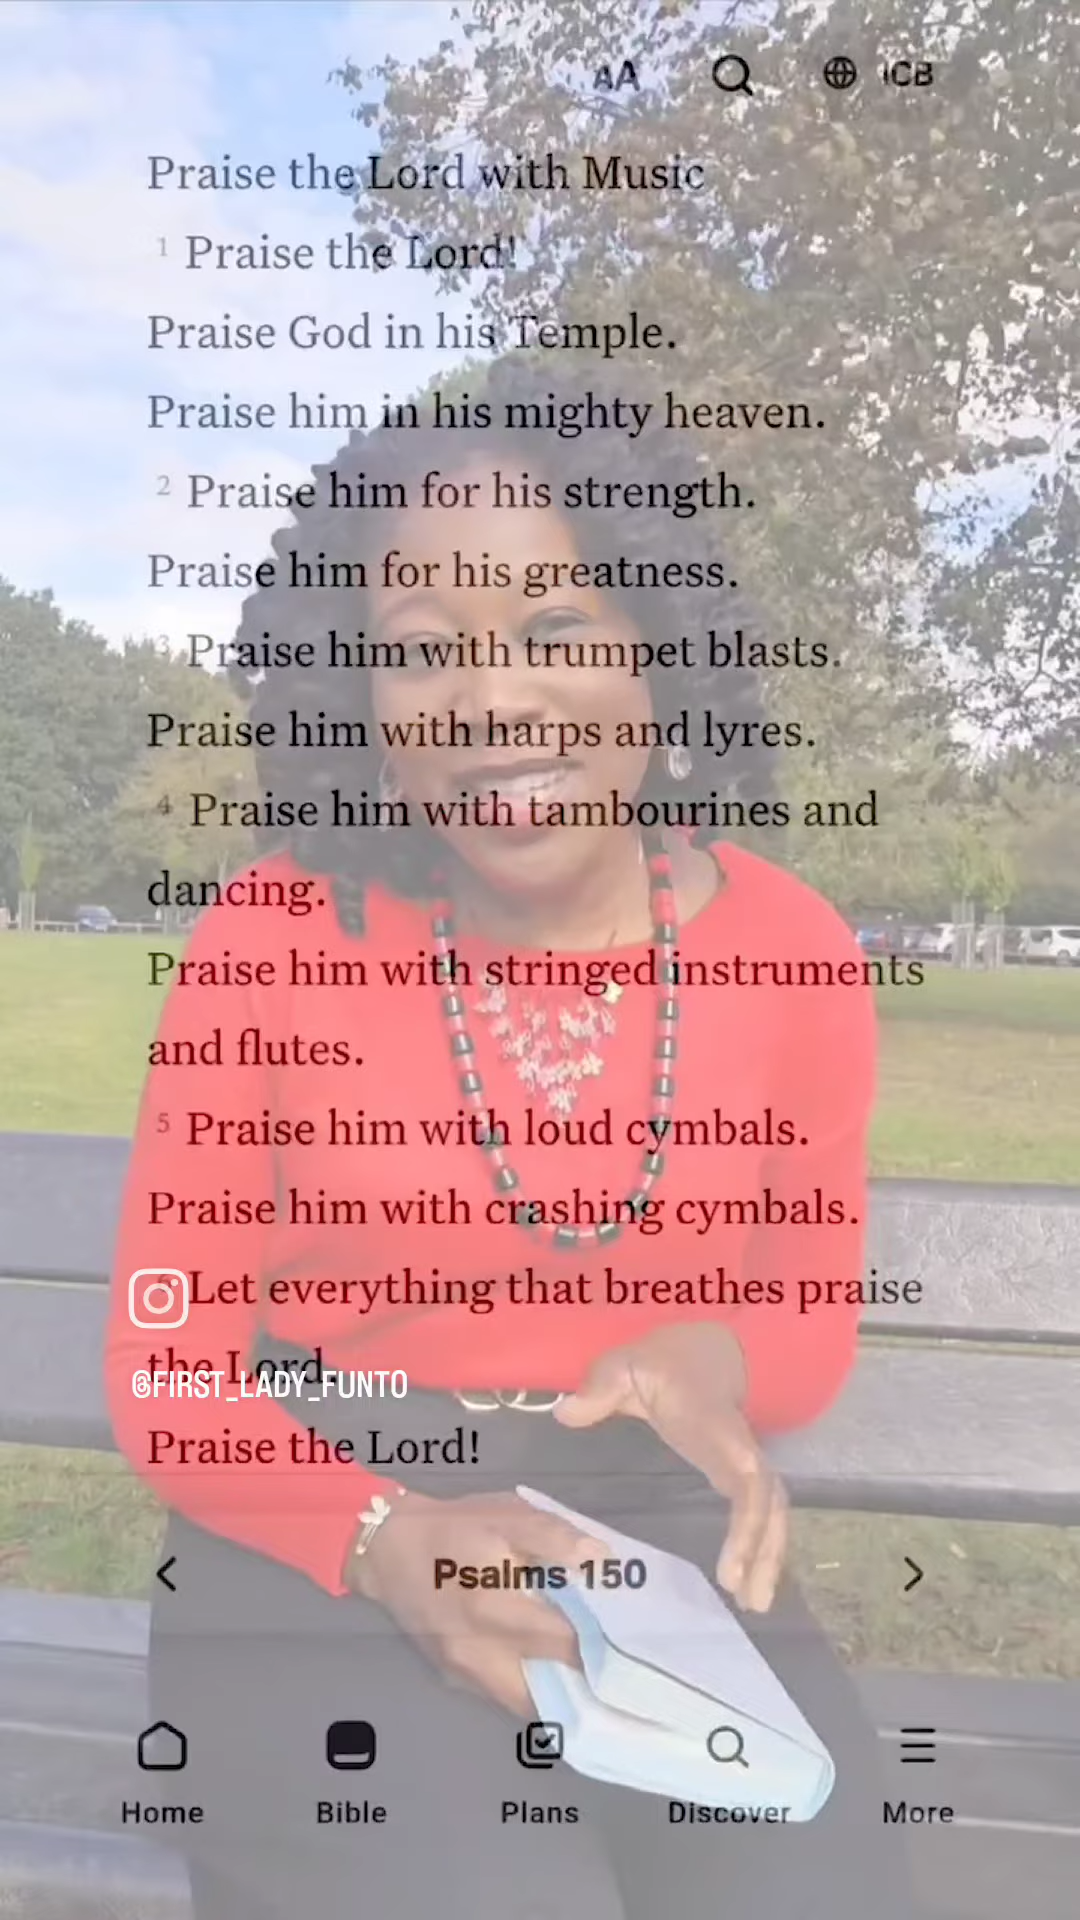 AA ICB
Praise the Lord with Music
1 Praise the Lord!
Praise God in his Temple.
Praise him in his mighty heaven.
2 Praise him for his strength.
Praise him for his greatness.
3 Praise him with trumpet blasts.
Praise him with harps and lyres.
4 Praise him with tambourines and
dancing.
Praise him with stringed instruments
and flutes.
5 Praise him with loud cymbals.
Praise him with crashing cymbals.
6 Let everything that breathes praise
the Lord.
@FIRST_LADY_FUNTO
Praise the Lord!
Psalms 150
Home Bible Plans Discover More